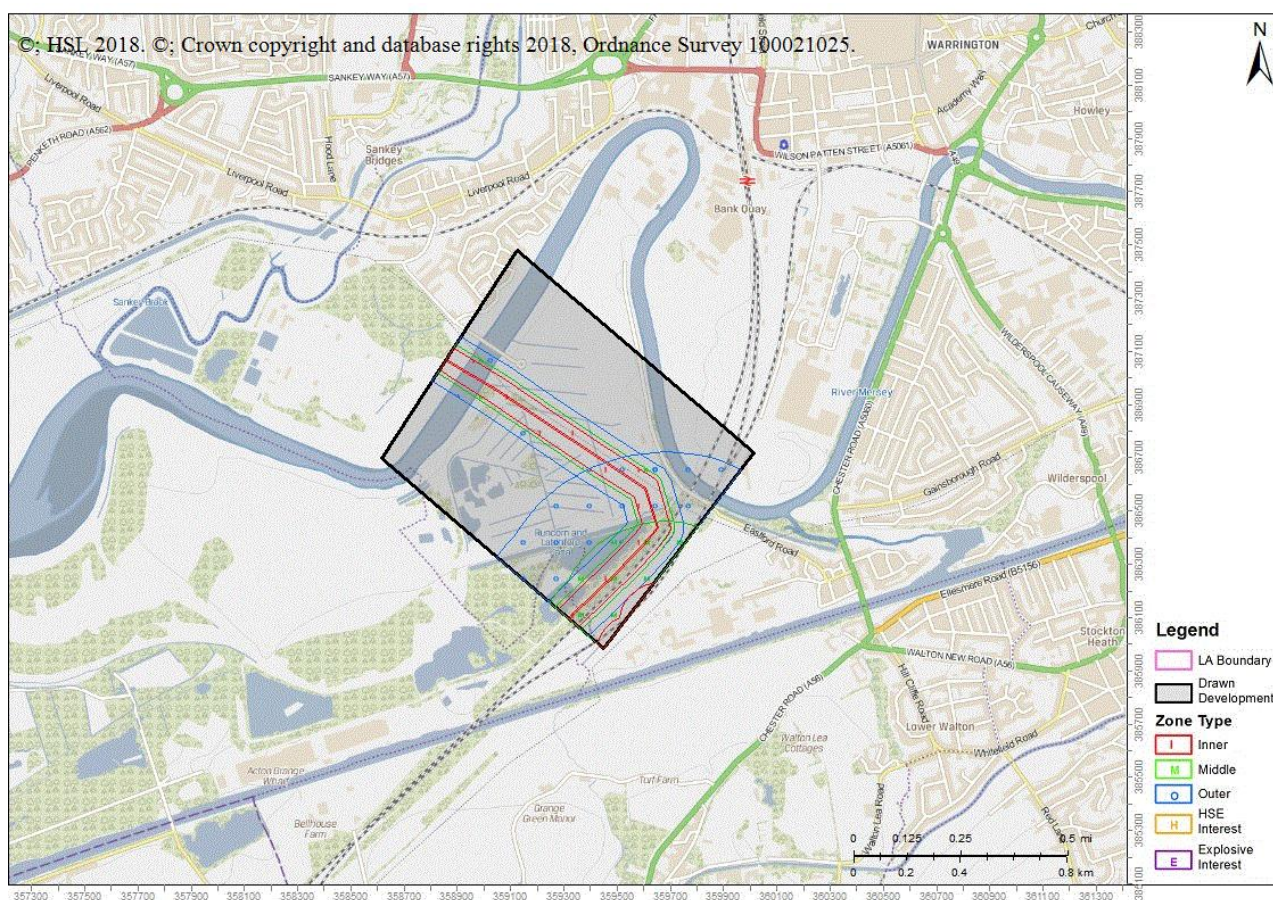 ©; HSL 2018. ©; Crown copyright and database rights 2018, Ordnance Survey 100021025.
N
WARRINGTON
SANKEY WAY (A57)
Liverpool Road
Academy Way
Howley
PENKETH ROAD (A562)
Hood Lane
Sankey
Bridges
WILSON PATTEN STREET (A5061)
A49
Liverpool Road
Liverpool Road
Bank Quay
Sankey Brook
WILDERSPOOL CAUSEWAY (A49)
River Mersey
CHESTER ROAD (A5060)
Gainsborough Road
Wilderspool
Runcorn and
Latchford
Canal
Eastford Road
Ellesmere Road (B5156)
Stockton
Heath
WALTON NEW ROAD (A56)
Hill Cliffe Road
CHESTER ROAD (A56)
Lower Walton
Whitefield Road
Walton Lea
Cottages
Acton Grange
Wharf
Turf Farm
Walton Lea Road
Red Lane
Grange
Green Manor
Bellhouse
Farm
0 0.125 0.25 0.5 mi
0 0.2 0.4 0.8 km
388300
388100
387900
387700
387500
387300
387100
386900
386700
386500
386300
386100
385900
385700
385500
385300
385100
357300 357500 357700 357900 358100 358300 358500 358700 358900 359100 359300 359500 359700 359900 360100 360300 360500 360700 360900 361100 361300
Legend
LA Boundary
Drawn
Development
Zone Type
I Inner
M Middle
O Outer
H HSE
Interest
E Explosive
Interest